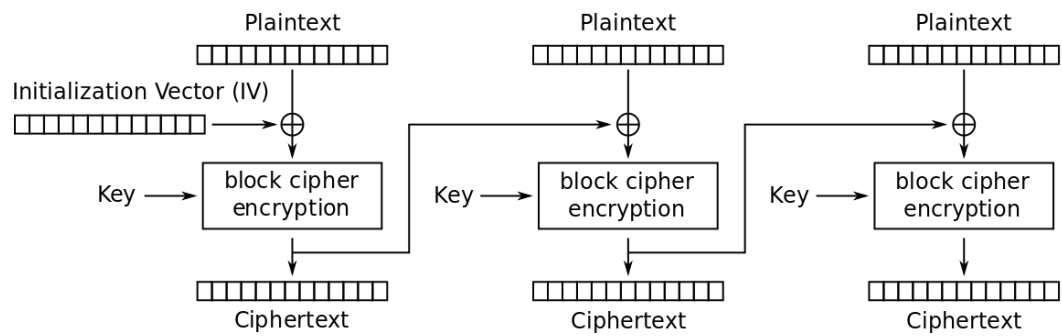 Plaintext
Plaintext
Plaintext
Initialization Vector (IV)
Key
block cipher
encryption
Key
block cipher
encryption
Key
block cipher
encryption
Ciphertext
Ciphertext
Ciphertext